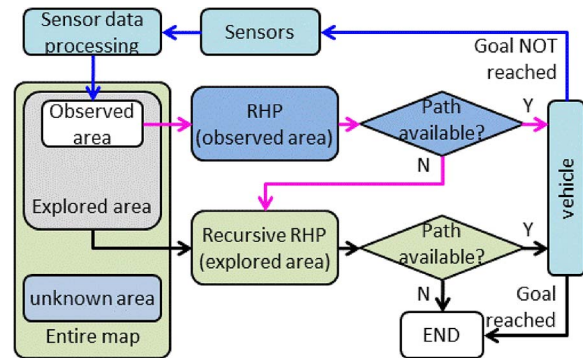 Sensor data
processing
Sensors
Goal NOT
reached
Observed
area
RHP
(observed area)
Path
available?
Y
N
vehicle
Explored area
Recursive RHP
(explored area)
Path
available?
Y
N
unknown area
Entire map
END
Goal
reached